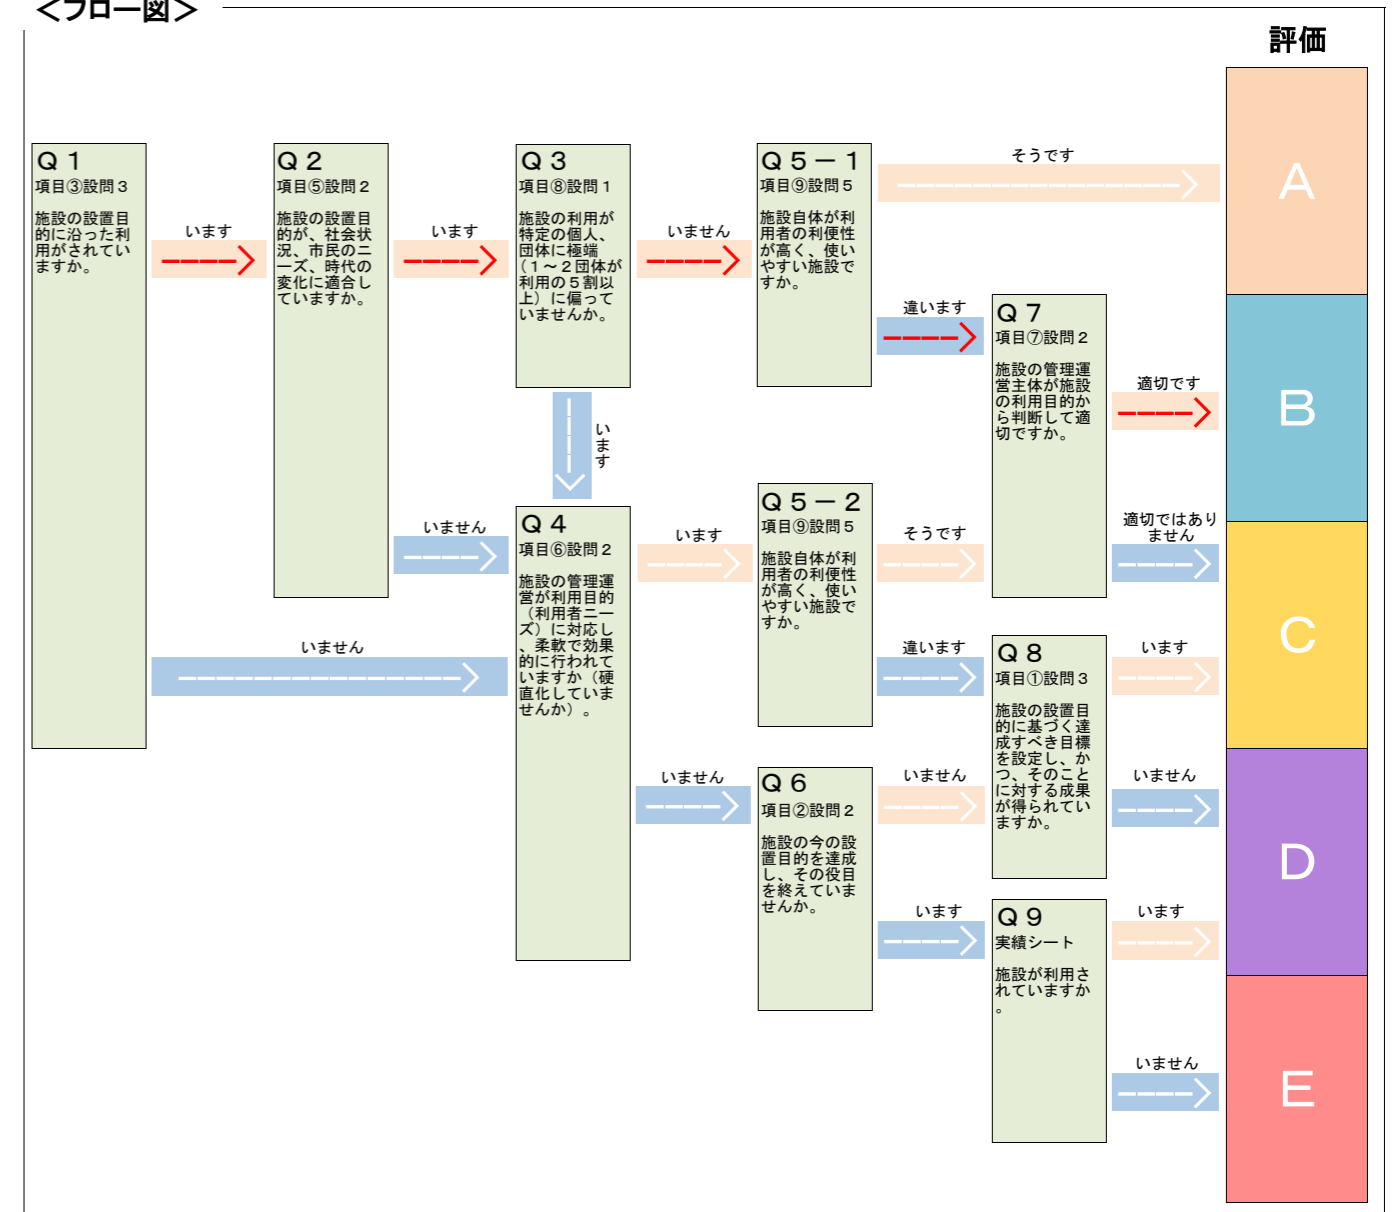 ＜フロー図＞
評価
Ｑ１
項目③設問３
施設の設置目
的に沿った利
用がされてい
ますか。
います
いません
Ｑ２
項目⑤設問２
施設の設置目
的が、社会状
況、市民のニ
ーズ、時代の
変化に適合し
ていますか。
います
いません
Ｑ３
項目⑧設問１
施設の利用が
特定の個人、
団体に極端
（１～２団体が
利用の５割以
上）に偏って
いませんか。
いません
います
Ｑ４
項目⑥設問２
施設の管理運
営が利用目的
（利用者ニー
ズ）に対応し
、柔軟で効果
的に行われて
いますか（硬
直化していま
せんか）。
います
いません
Ｑ５－１
項目⑨設問５
施設自体が利
用者の利便性
が高く、使い
やすい施設で
すか。
そうです
違います
Ｑ５－２
項目⑨設問５
施設自体が利
用者の利便性
が高く、使い
やすい施設で
すか。
そうです
違います
Ｑ６
項目②設問２
施設の今の設
置目的を達成
し、その役目
を終えていま
せんか。
いません
います
Ｑ７
項目⑦設問２
施設の管理運
営主体が施設
の利用目的か
ら判断して適
切ですか。
適切です
適切ではあり
ません
Ｑ８
項目①設問３
施設の設置目
的に基づく達
成すべき目標
を設定し、か
つ、そのこと
に対する成果
が得られてい
ますか。
います
いません
Ｑ９
実績シート
施設が利用さ
れていますか
。
います
いません
Ａ
Ｂ
Ｃ
Ｄ
Ｅ